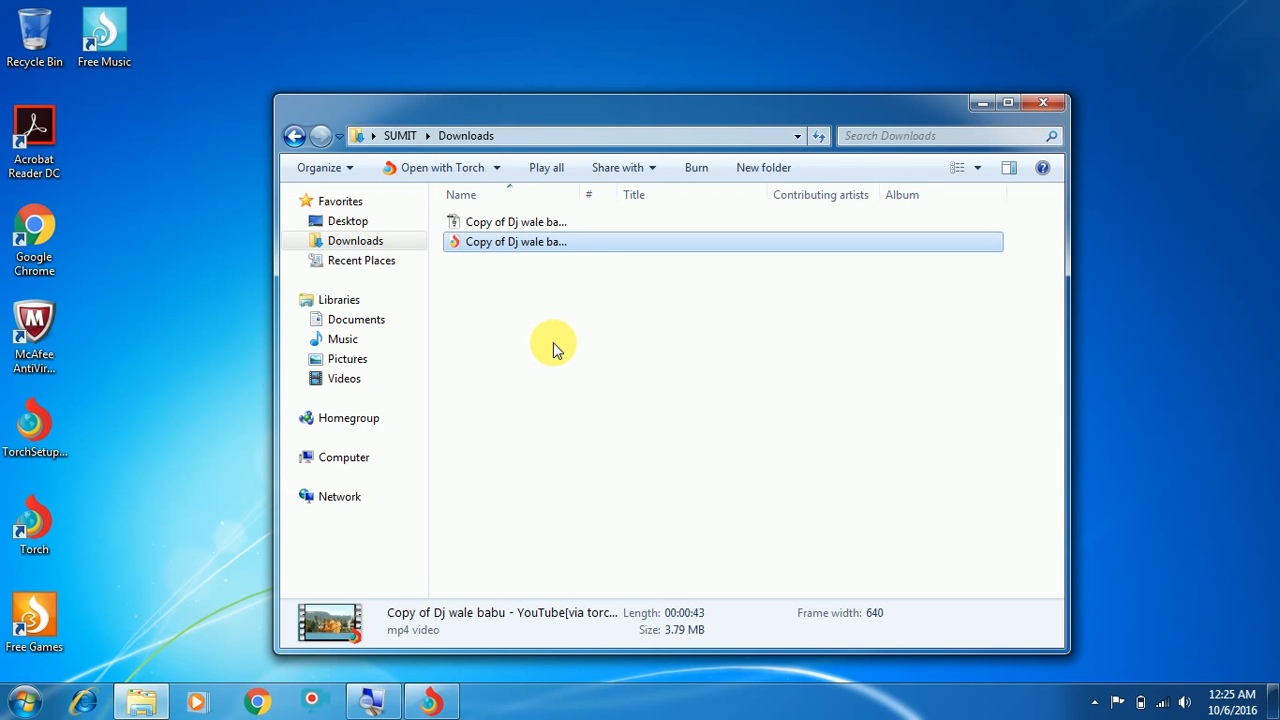 Recycle Bin
Free Music
Acrobat
Reader DC
Google
Chrome
McAfee
AntiVir...
TorchSetup...
Torch
Free Games
SUMIT
Downloads
Search Downloads
Organize
Open with Torch
Play all
Share with
Burn
New folder
Favorites
Desktop
Downloads
Recent Places
Libraries
Documents
Music
Pictures
Videos
Homegroup
Computer
Network
Name
#
Title
Contributing artists
Album
Copy of Dj wale ba...
Copy of Dj wale ba...
Copy of Dj wale babu - YouTube[via torc...
Length: 00:00:43
Frame width: 640
mp4 video
Size: 3.79 MB
12:25 AM
10/6/2016